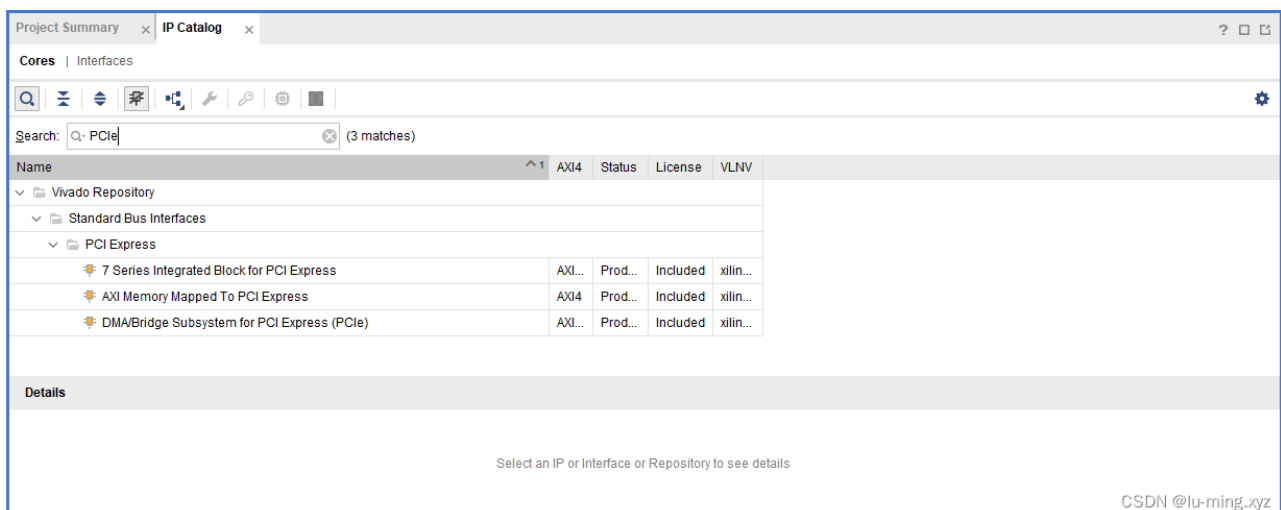 Project Summary × IP Catalog ×
Cores | Interfaces
Search: PCIe (3 matches)
Name 1 AXI4 Status License VLNV
Vivado Repository
Standard Bus Interfaces
PCI Express
7 Series Integrated Block for PCI Express AXI... Prod... Included xilin...
AXI Memory Mapped To PCI Express AXI4 Prod... Included xilin...
DMA/Bridge Subsystem for PCI Express (PCIe) AXI... Prod... Included xilin...
Details
Select an IP or Interface or Repository to see details
CSDN @lu-ming.xyz